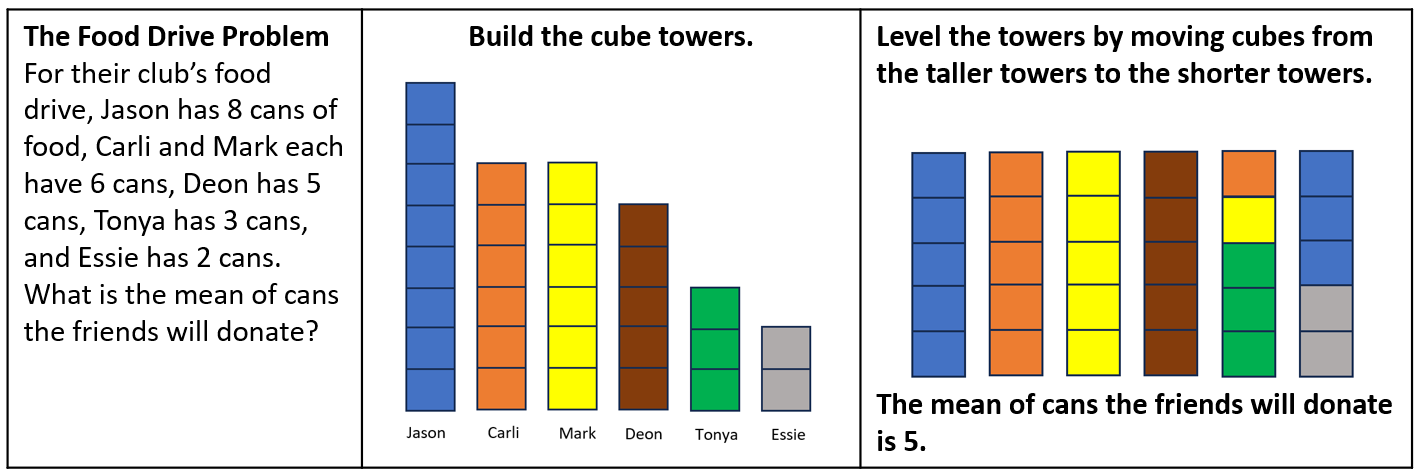 The Food Drive Problem
For their club’s food
drive, Jason has 8 cans of
food, Carli and Mark each
have 6 cans, Deon has 5
cans, Tonya has 3 cans,
and Essie has 2 cans.
What is the mean of cans
the friends will donate?
Build the cube towers.
Jason
Carli
Mark
Deon
Tonya
Essie
Level the towers by moving cubes from
the taller towers to the shorter towers.
The mean of cans the friends will donate
is 5.